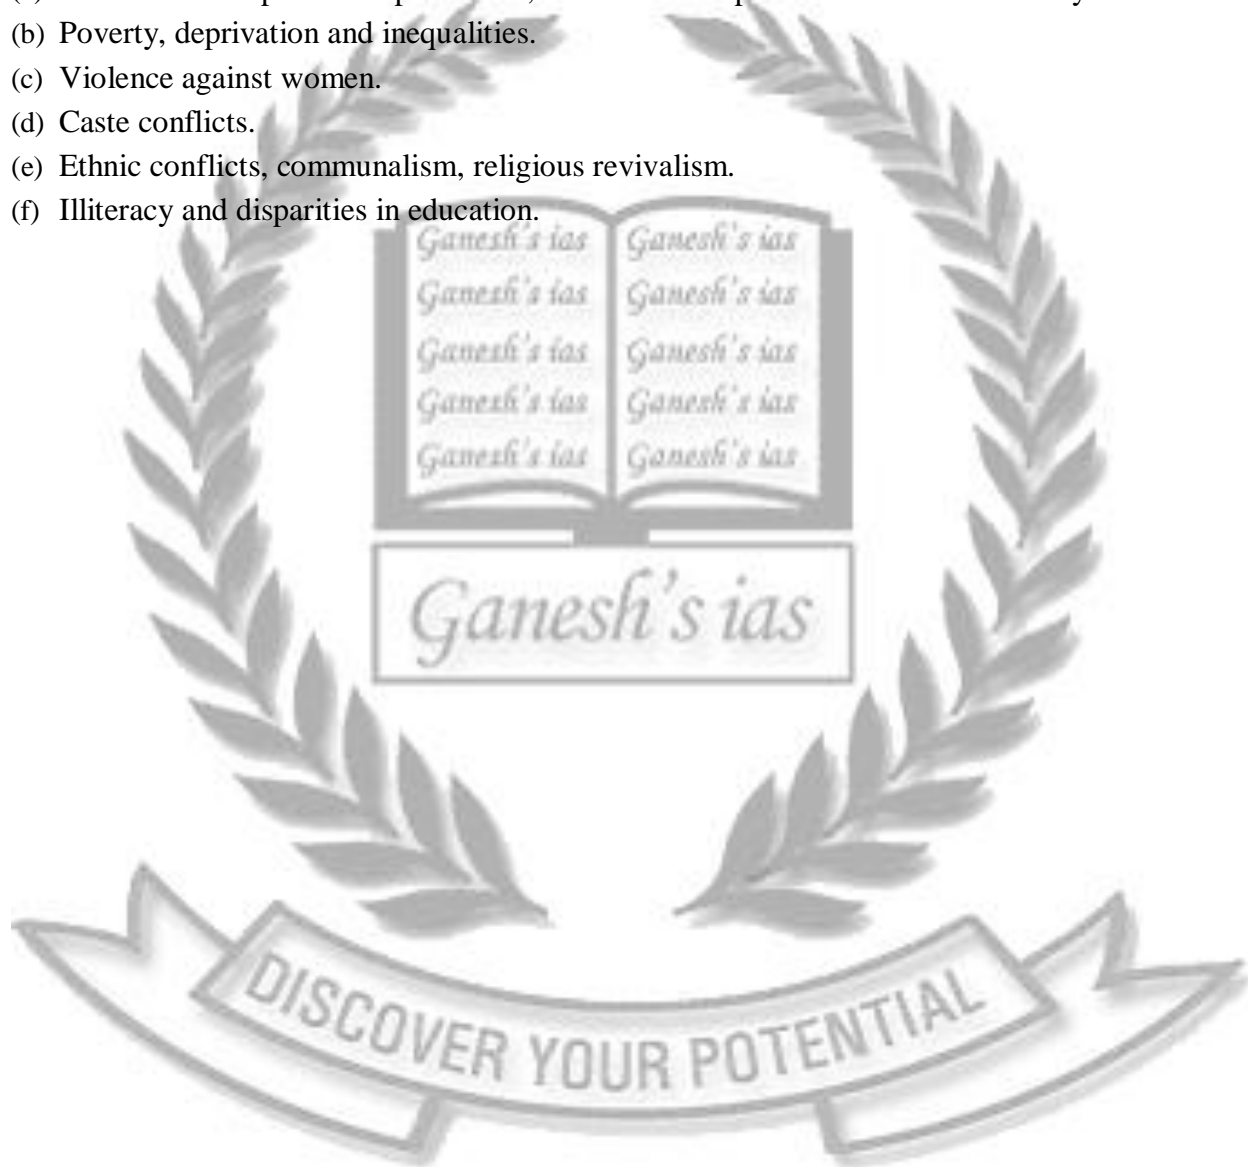 (b) Poverty, deprivation and inequalities.
(c) Violence against women.
(d) Caste conflicts.
(e) Ethnic conflicts, communalism, religious revivalism.
(f) Illiteracy and disparities in education.
Ganesh's ias Ganesh's ias
Ganesh's ias Ganesh's ias
Ganesh's ias Ganesh's ias
Ganesh's ias Ganesh's ias
Ganesh's ias Ganesh's ias
Ganesh's ias
DISCOVER YOUR POTENTIAL